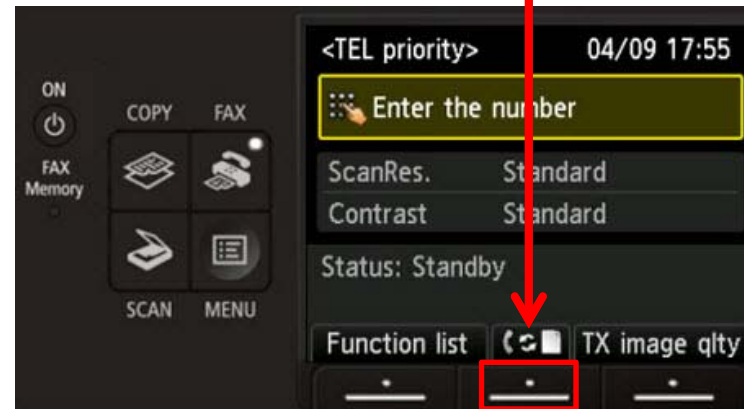 <TEL priority> 04/09 17:55
ON
COPY FAX
Enter the number
FAX
Memory
ScanRes. Standard
Contrast Standard
Status: Standby
SCAN MENU
Function list TX image qlty